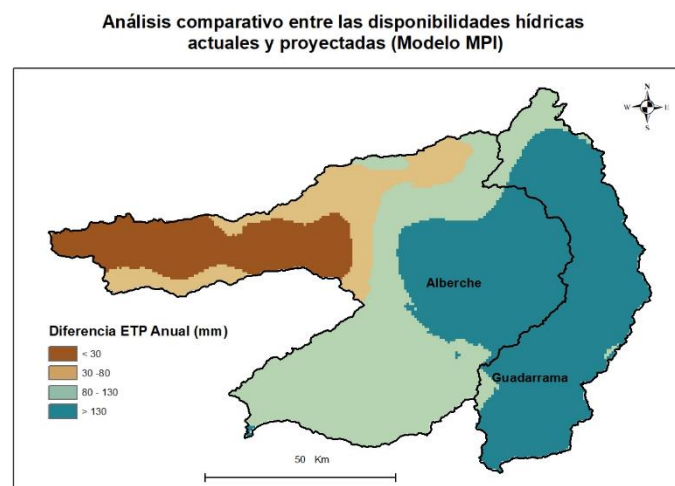 Análisis comparativo entre las disponibilidades hídricas
actuales y proyectadas (Modelo MPI)
N
W E
S
Alberche
Guadarrama
Diferencia ETP Anual (mm)
< 30
30 -80
80 - 130
> 130
50 Km